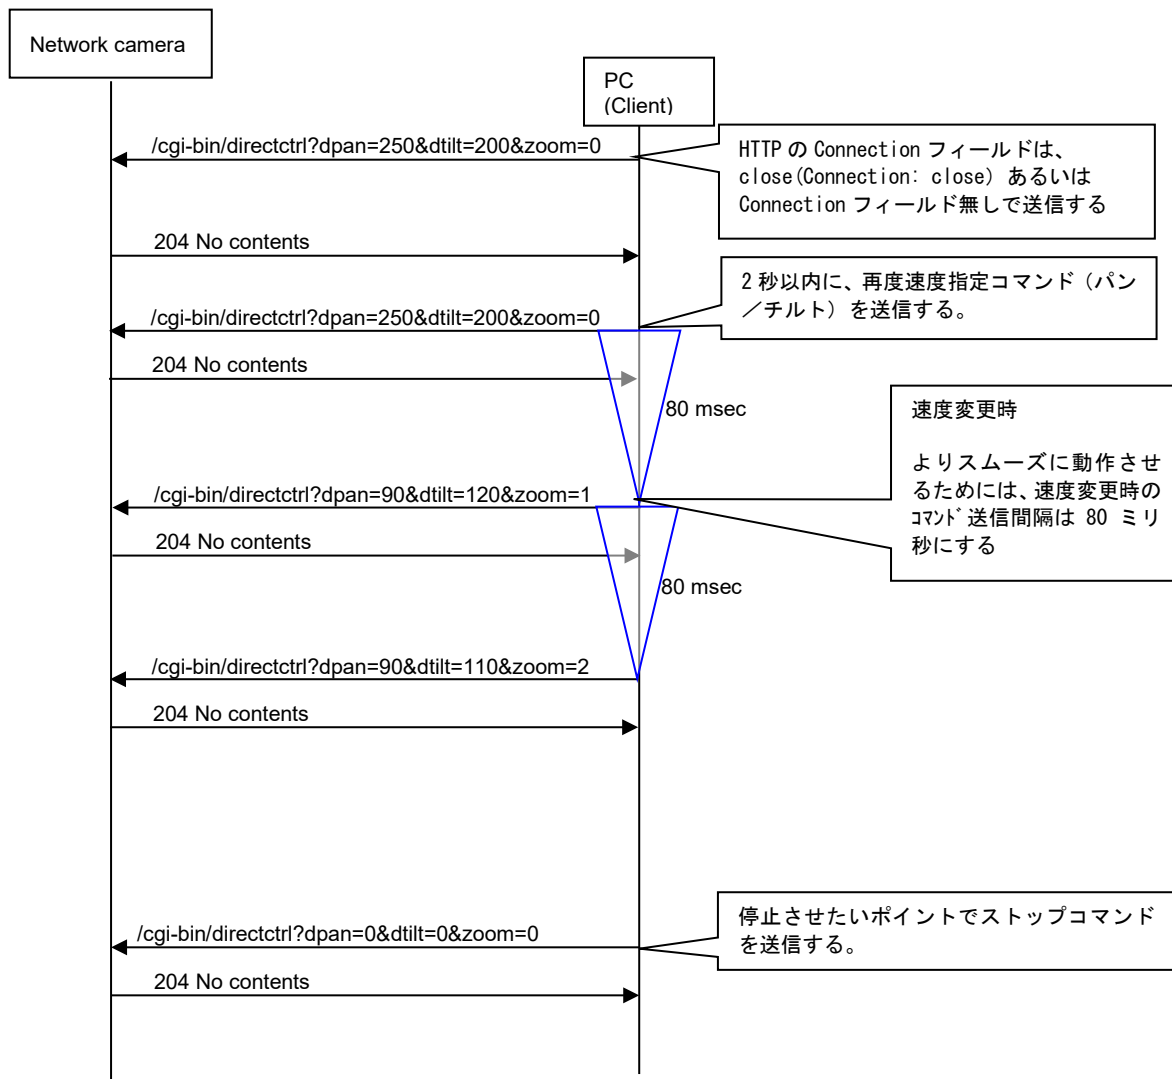 Network camera
PC
(Client)
/cgi-bin/directctrl?dpan=250&dtilt=200&zoom=0
HTTP の Connection フィールドは、
close(Connection: close) あるいは
Connection フィールド無しで送信する
204 No contents
2 秒以内に、再度速度指定コマンド（パン
／チルト）を送信する。
/cgi-bin/directctrl?dpan=250&dtilt=200&zoom=0
204 No contents
80 msec
速度変更時
よりスムーズに動作させ
るためには、速度変更時の
ｺﾏﾝﾄﾞ送信間隔は 80 ミリ
秒にする
/cgi-bin/directctrl?dpan=90&dtilt=120&zoom=1
204 No contents
80 msec
/cgi-bin/directctrl?dpan=90&dtilt=110&zoom=2
204 No contents
停止させたいポイントでストップコマンド
を送信する。
/cgi-bin/directctrl?dpan=0&dtilt=0&zoom=0
204 No contents